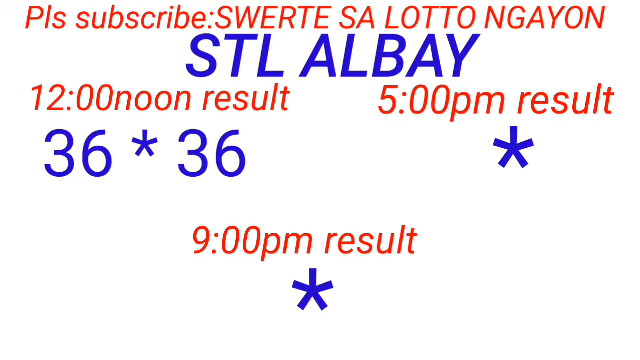 Pls subscribe:SWERTE SA LOTTO NGAYON
STL ALBAY
12:00noon result
5:00pm result
36 * 36
*
9:00pm result
*